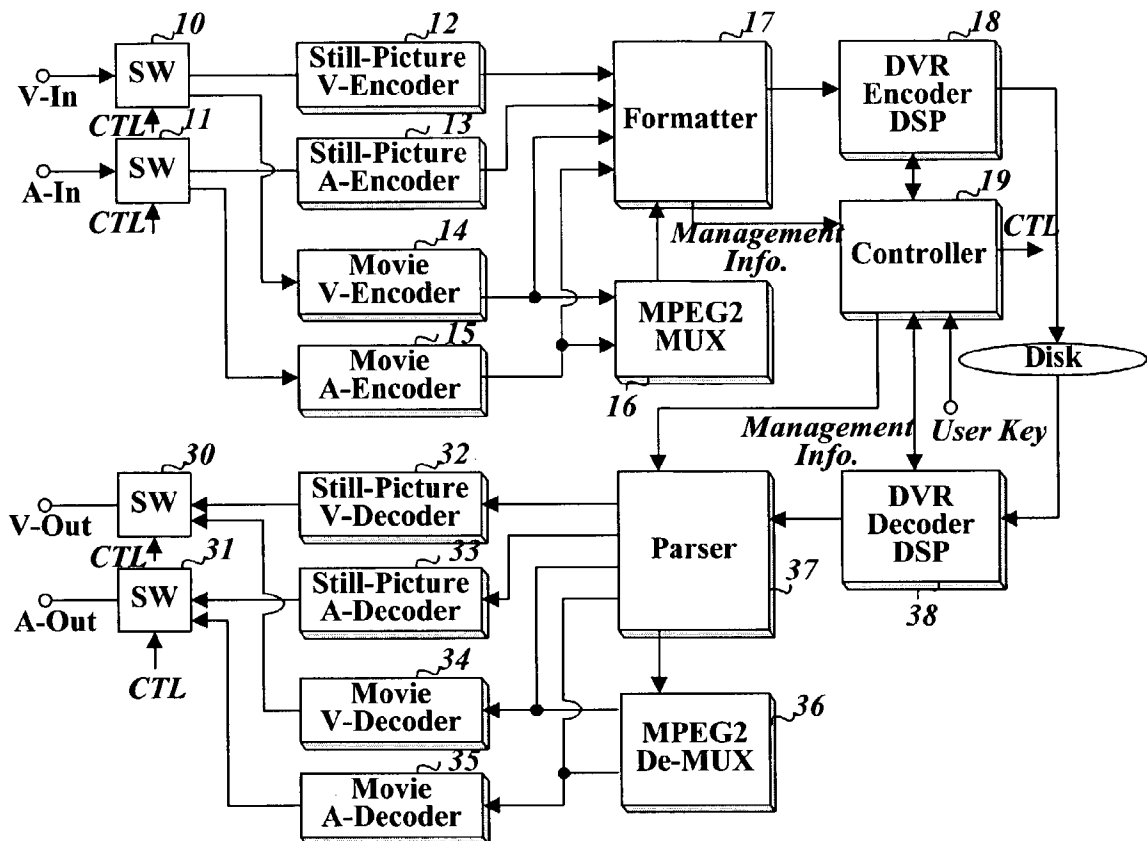 10
12
17
18
V-In
SW
Still-Picture
V-Encoder
Formatter
DVR
Encoder
DSP
CTL
11
13
A-In
SW
Still-Picture
A-Encoder
CTL
19
CTL
Management
Info.
Controller
14
Movie
V-Encoder
MPEG2
MUX
15
Movie
A-Encoder
16
Disk
Management
Info.
User Key
30
32
V-Out
SW
Still-Picture
V-Decoder
Parser
DVR
Decoder
DSP
CTL
31
33
37
38
A-Out
SW
Still-Picture
A-Decoder
CTL
34
Movie
V-Decoder
36
MPEG2
De-MUX
35
Movie
A-Decoder